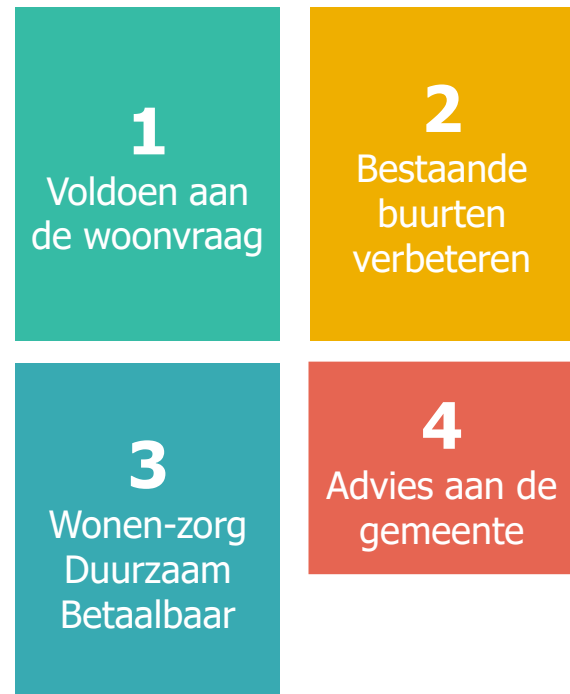 1
Voldoen aan
de woonvraag
2
Bestaande
buurten
verbeteren
3
Wonen-zorg
Duurzaam
Betaalbaar
4
Advies aan de
gemeente